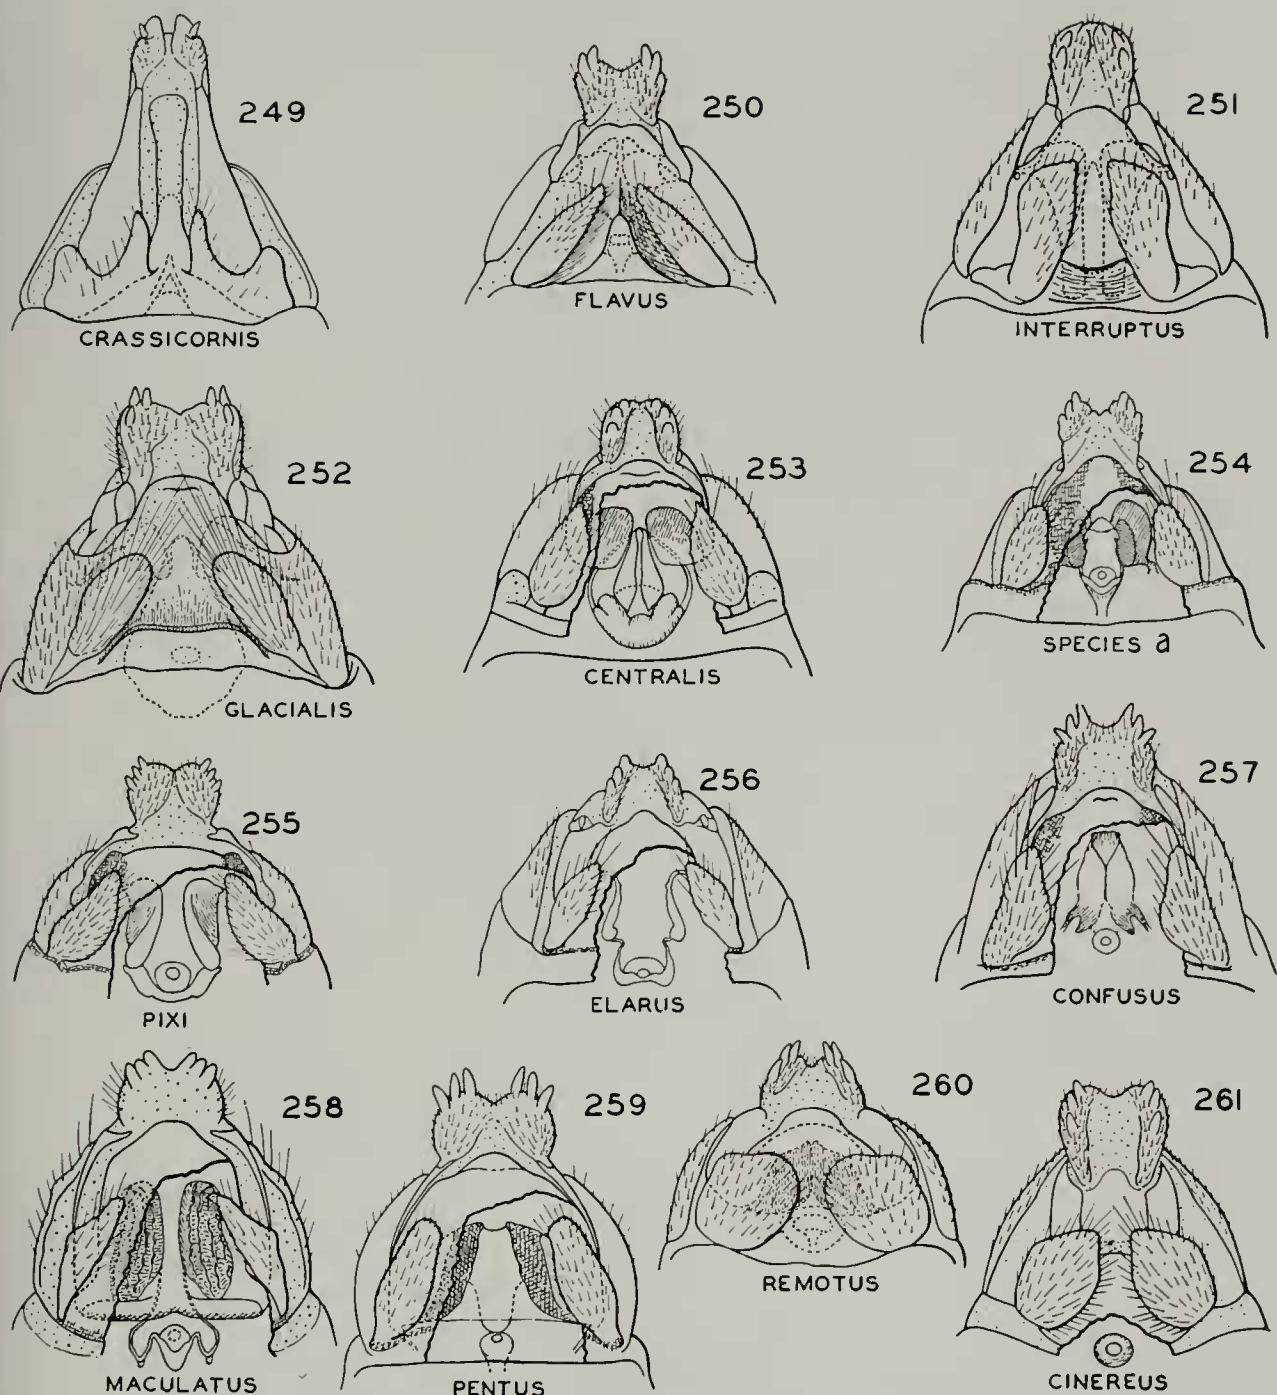 249
CRASSICORNIS
250
FLAVUS
251
INTERRUPTUS
252
GLACIALIS
253
CENTRALIS
254
SPECIES a
255
PIXI
256
ELARUS
257
CONFUSUS
258
MACULATUS
259
PENTUS
260
REMOTUS
261
CINEREUS